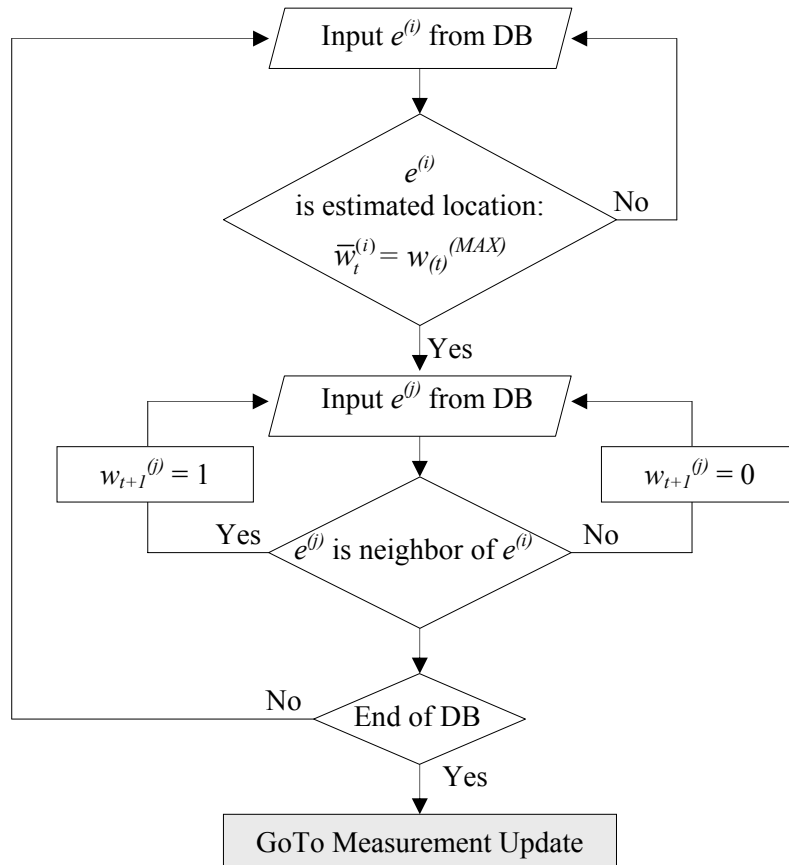 Input e^(i) from DB
e^(i)
is estimated location:
w̅_t^(i) = w_(t)^(MAX)
No
Yes
Input e^(j) from DB
w_t+1^(j) = 1
w_t+1^(j) = 0
Yes
e^(j) is neighbor of e^(i)
No
No
End of DB
Yes
GoTo Measurement Update